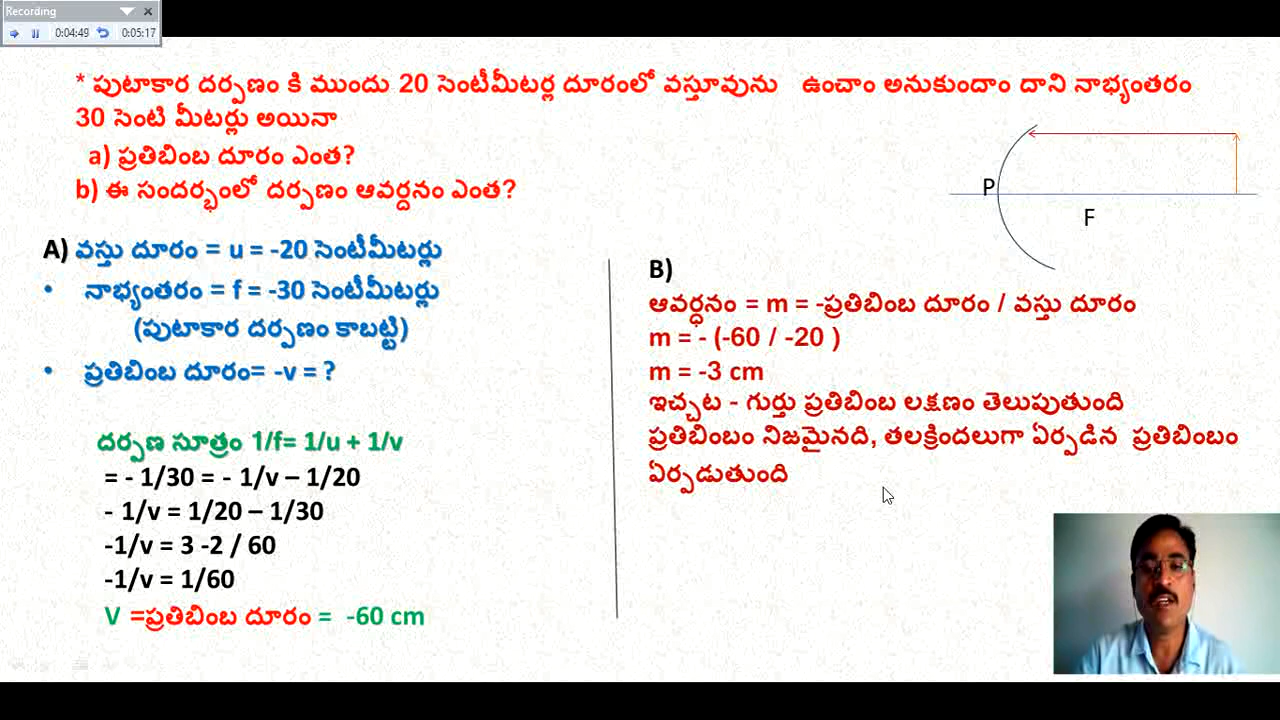 Recording
0:04:49 0:05:17
* పుటాకార దర్పణం కి ముందు 20 సెంటీమీటర్ల దూరంలో వస్తూవును ఉంచాం అనుకుందాం దాని నాభ్యంతరం
30 సెంటి మీటర్లు అయినా
a) ప్రతిబింబ దూరం ఎంత?
b) ఈ సందర్భంలో దర్పణం ఆవర్దనం ఎంత?
P
F
A) వస్తు దూరం = u = -20 సెంటీమీటర్లు
• నాభ్యంతరం = f = -30 సెంటీమీటర్లు
(పుటాకార దర్పణం కాబట్టి)
• ప్రతిబింబ దూరం= -v = ?
దర్పణ సూత్రం 1/f= 1/u + 1/v
= - 1/30 = - 1/v – 1/20
- 1/v = 1/20 – 1/30
-1/v = 3 -2 / 60
-1/v = 1/60
V =ప్రతిబింబ దూరం = -60 cm
B)
ఆవర్ధనం = m = -ప్రతిబింబ దూరం / వస్తు దూరం
m = - (-60 / -20 )
m = -3 cm
ఇచ్చట - గుర్తు ప్రతిబింబ లక్షణం తెలుపుతుంది
ప్రతిబింబం నిజమైనది, తలక్రిందలుగా ఏర్పడిన ప్రతిబింబం
ఏర్పడుతుంది